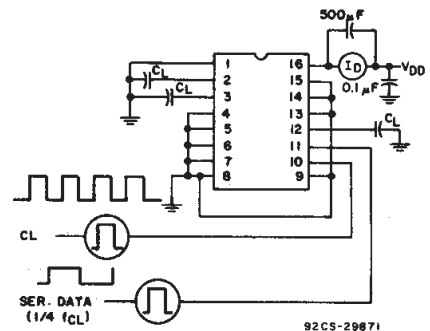 500µF
ID
VDD
0.1µF
CL
CL
CL
1 16
2 15
3 14
4 13
5 12
6 11
7 10
8 9
CL
SER. DATA
(1/4 fCL)
92CS-29871